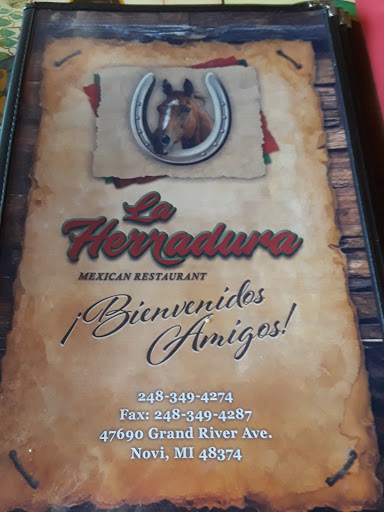 La
Herradura
MEXICAN RESTAURANT
¡Bienvenidos
Amigos!
248-349-4274
Fax: 248-349-4287
47690 Grand River Ave.
Novi, MI 48374